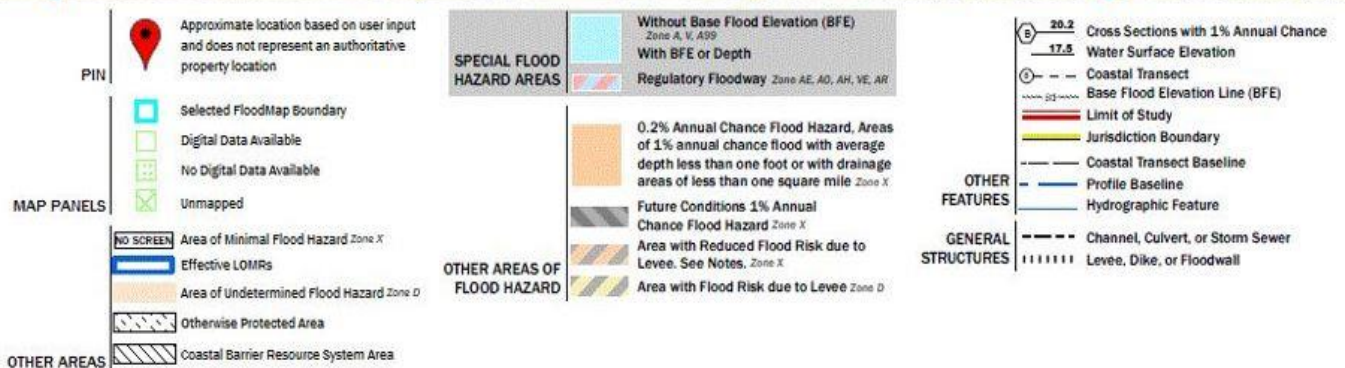 PIN
Approximate location based on user input
and does not represent an authoritative
property location
MAP PANELS
Selected FloodMap Boundary
Digital Data Available
No Digital Data Available
Unmapped
OTHER AREAS
NO SCREEN Area of Minimal Flood Hazard Zone X
Effective LOMRs
Area of Undetermined Flood Hazard Zone D
Otherwise Protected Area
Coastal Barrier Resource System Area
SPECIAL FLOOD
HAZARD AREAS
Without Base Flood Elevation (BFE)
Zone A, V, A99
With BFE or Depth
Regulatory Floodway Zone AE, AO, AH, VE, AR
OTHER AREAS OF
FLOOD HAZARD
0.2% Annual Chance Flood Hazard, Areas
of 1% annual chance flood with average
depth less than one foot or with drainage
areas of less than one square mile Zone X
Future Conditions 1% Annual
Chance Flood Hazard Zone X
Area with Reduced Flood Risk due to
Levee. See Notes. Zone X
Area with Flood Risk due to Levee Zone D
OTHER
FEATURES
B 20.2 Cross Sections with 1% Annual Chance
17.5 Water Surface Elevation
8 Coastal Transect
Base Flood Elevation Line (BFE)
Limit of Study
Jurisdiction Boundary
Coastal Transect Baseline
Profile Baseline
Hydrographic Feature
GENERAL
STRUCTURES
Channel, Culvert, or Storm Sewer
Levee, Dike, or Floodwall